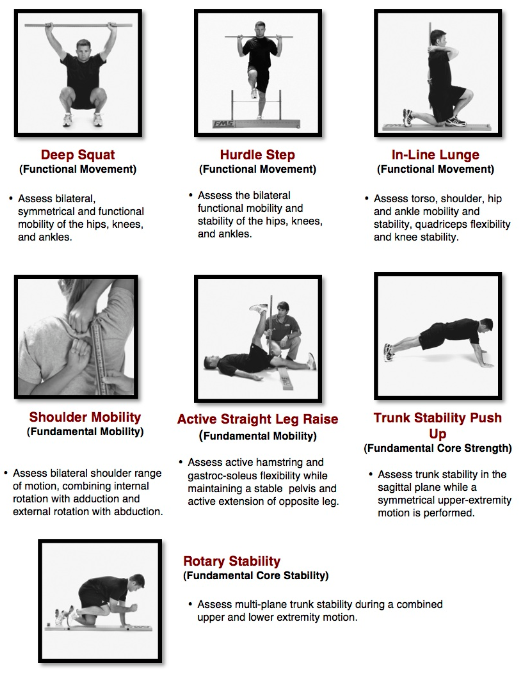 FMS
Deep Squat
(Functional Movement)
• Assess bilateral,
symmetrical and functional
mobility of the hips, knees,
and ankles.
Hurdle Step
(Functional Movement)
• Assess the bilateral
functional mobility and
stability of the hips, knees,
and ankles.
In-Line Lunge
(Functional Movement)
• Assess torso, shoulder, hip
and ankle mobility and
stability, quadriceps flexibility
and knee stability.
Shoulder Mobility
(Fundamental Mobility)
• Assess bilateral shoulder range
of motion, combining internal
rotation with adduction and
external rotation with abduction.
Active Straight Leg Raise
(Fundamental Mobility)
• Assess active hamstring and
gastroc-soleus flexibility while
maintaining a stable pelvis and
active extension of opposite leg.
Trunk Stability Push
Up
(Fundamental Core Strength)
• Assess trunk stability in the
sagittal plane while a
symmetrical upper-extremity
motion is performed.
Rotary Stability
(Fundamental Core Stability)
• Assess multi-plane trunk stability during a combined
upper and lower extremity motion.